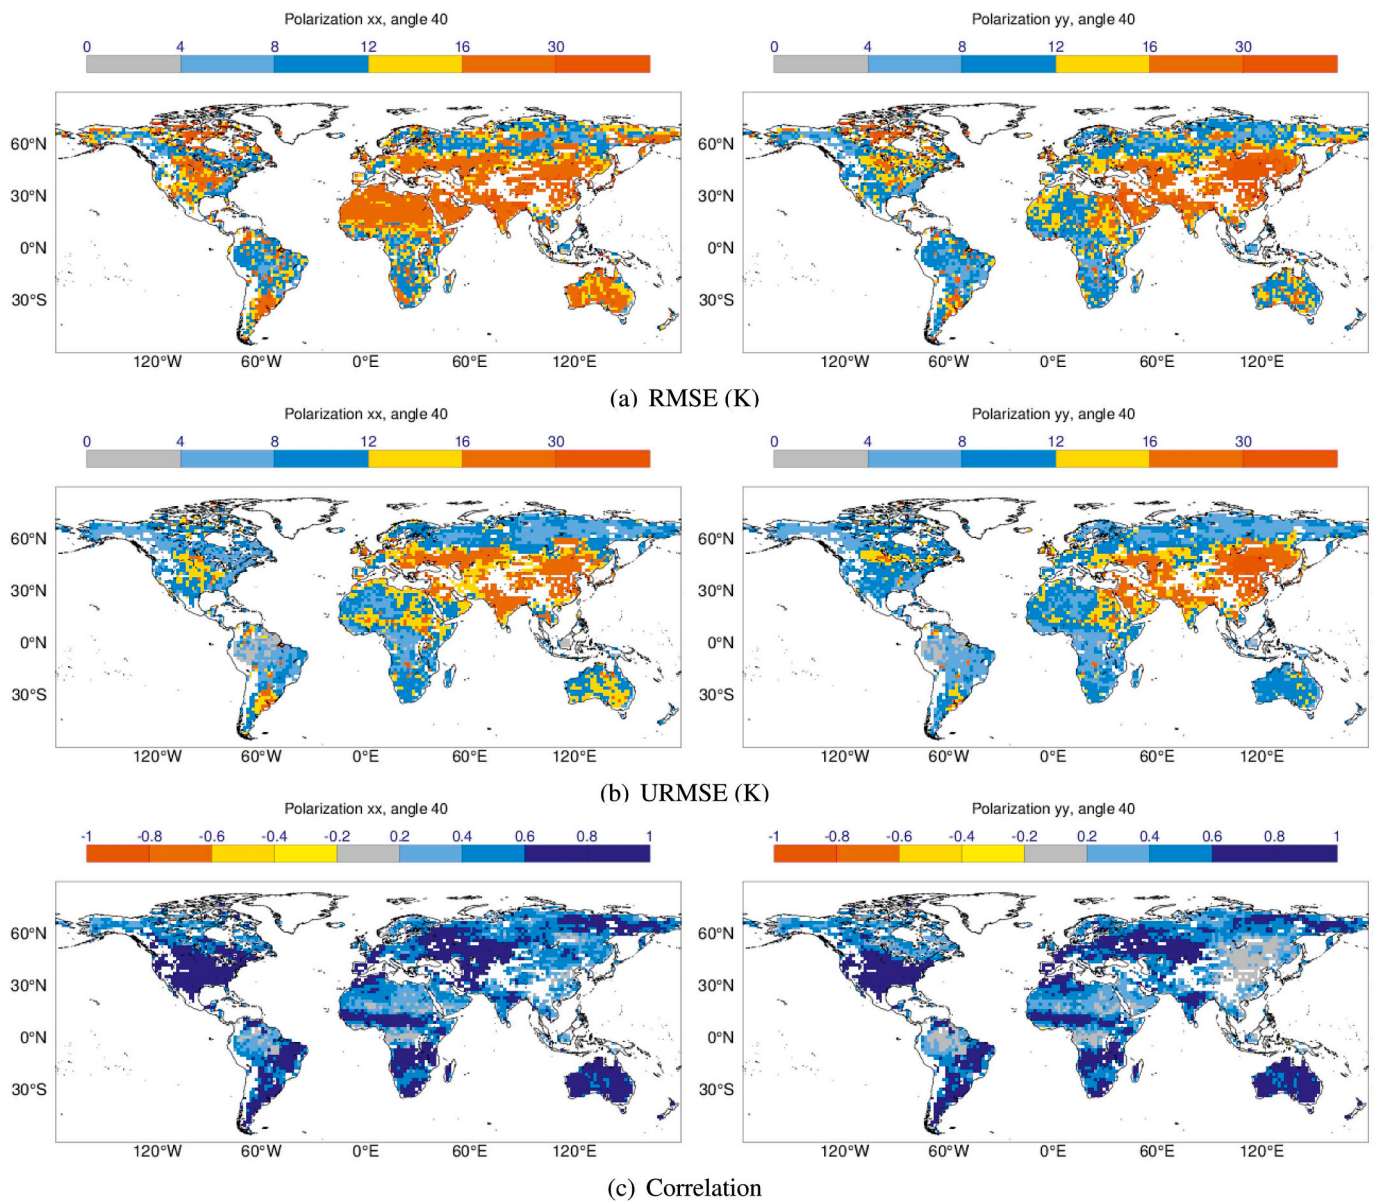 Polarization xx, angle 40 Polarization yy, angle 40
0 4 8 12 16 30 0 4 8 12 16 30
60°N 60°N
30°N 30°N
0°N 0°N
30°S 30°S
120°W 60°W 0°E 60°E 120°E 120°W 60°W 0°E 60°E 120°E
(a) RMSE (K)
Polarization xx, angle 40 Polarization yy, angle 40
0 4 8 12 16 30 0 4 8 12 16 30
60°N 60°N
30°N 30°N
0°N 0°N
30°S 30°S
120°W 60°W 0°E 60°E 120°E 120°W 60°W 0°E 60°E 120°E
(b) URMSE (K)
Polarization xx, angle 40 Polarization yy, angle 40
-1 -0.8 -0.6 -0.4 -0.2 0.2 0.4 0.6 0.8 1 -1 -0.8 -0.6 -0.4 -0.2 0.2 0.4 0.6 0.8 1
60°N 60°N
30°N 30°N
0°N 0°N
30°S 30°S
120°W 60°W 0°E 60°E 120°E 120°W 60°W 0°E 60°E 120°E
(c) Correlation